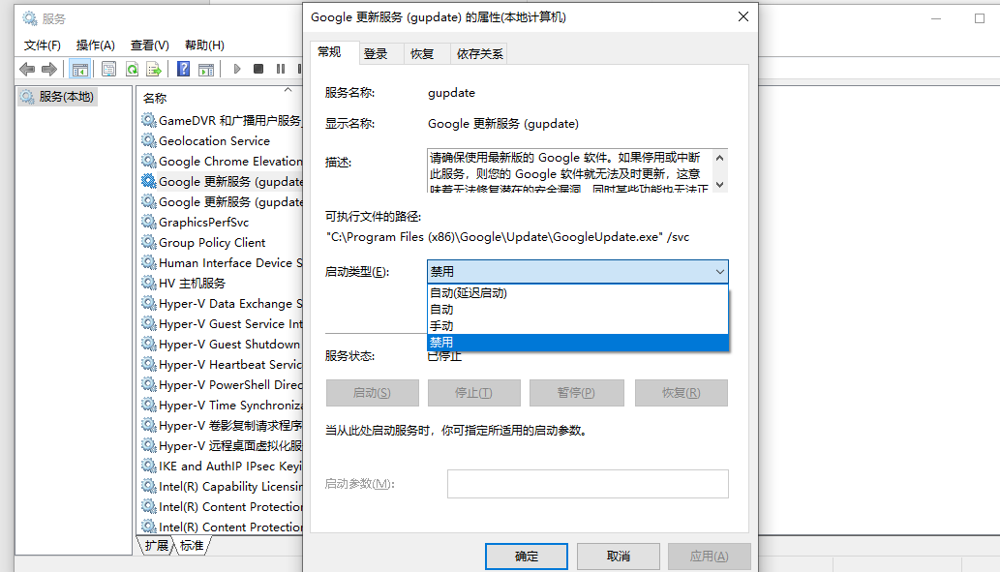 服务
文件(F) 操作(A) 查看(V) 帮助(H)
服务(本地)
名称
GameDVR 和广播用户服务
Geolocation Service
Google Chrome Elevation
Google 更新服务 (gupdate
Google 更新服务 (gupdate
GraphicsPerfSvc
Group Policy Client
Human Interface Device S
HV 主机服务
Hyper-V Data Exchange S
Hyper-V Guest Service Int
Hyper-V Guest Shutdown
Hyper-V Heartbeat Servic
Hyper-V PowerShell Direc
Hyper-V Time Synchroniza
Hyper-V 卷影复制请求程序
Hyper-V 远程桌面虚拟化服
IKE and AuthIP IPsec Keyi
Intel(R) Capability Licensin
Intel(R) Content Protection
Intel(R) Content Protection
扩展 标准
Google 更新服务 (gupdate) 的属性(本地计算机)
常规 登录 恢复 依存关系
服务名称: gupdate
显示名称: Google 更新服务 (gupdate)
描述: 请确保使用最新版的 Google 软件。如果停用或中断
此服务，则您的 Google 软件就无法及时更新，这意
味着无法修复潜在的安全漏洞，同时某些功能也无法正
可执行文件的路径:
"C:\Program Files (x86)\Google\Update\GoogleUpdate.exe" /svc
启动类型(E): 禁用
自动(延迟启动)
自动
手动
禁用
服务状态: 已停止
启动(S) 停止(T) 暂停(P) 恢复(R)
当从此处启动服务时，你可指定所适用的启动参数。
启动参数(M):
确定 取消 应用(A)